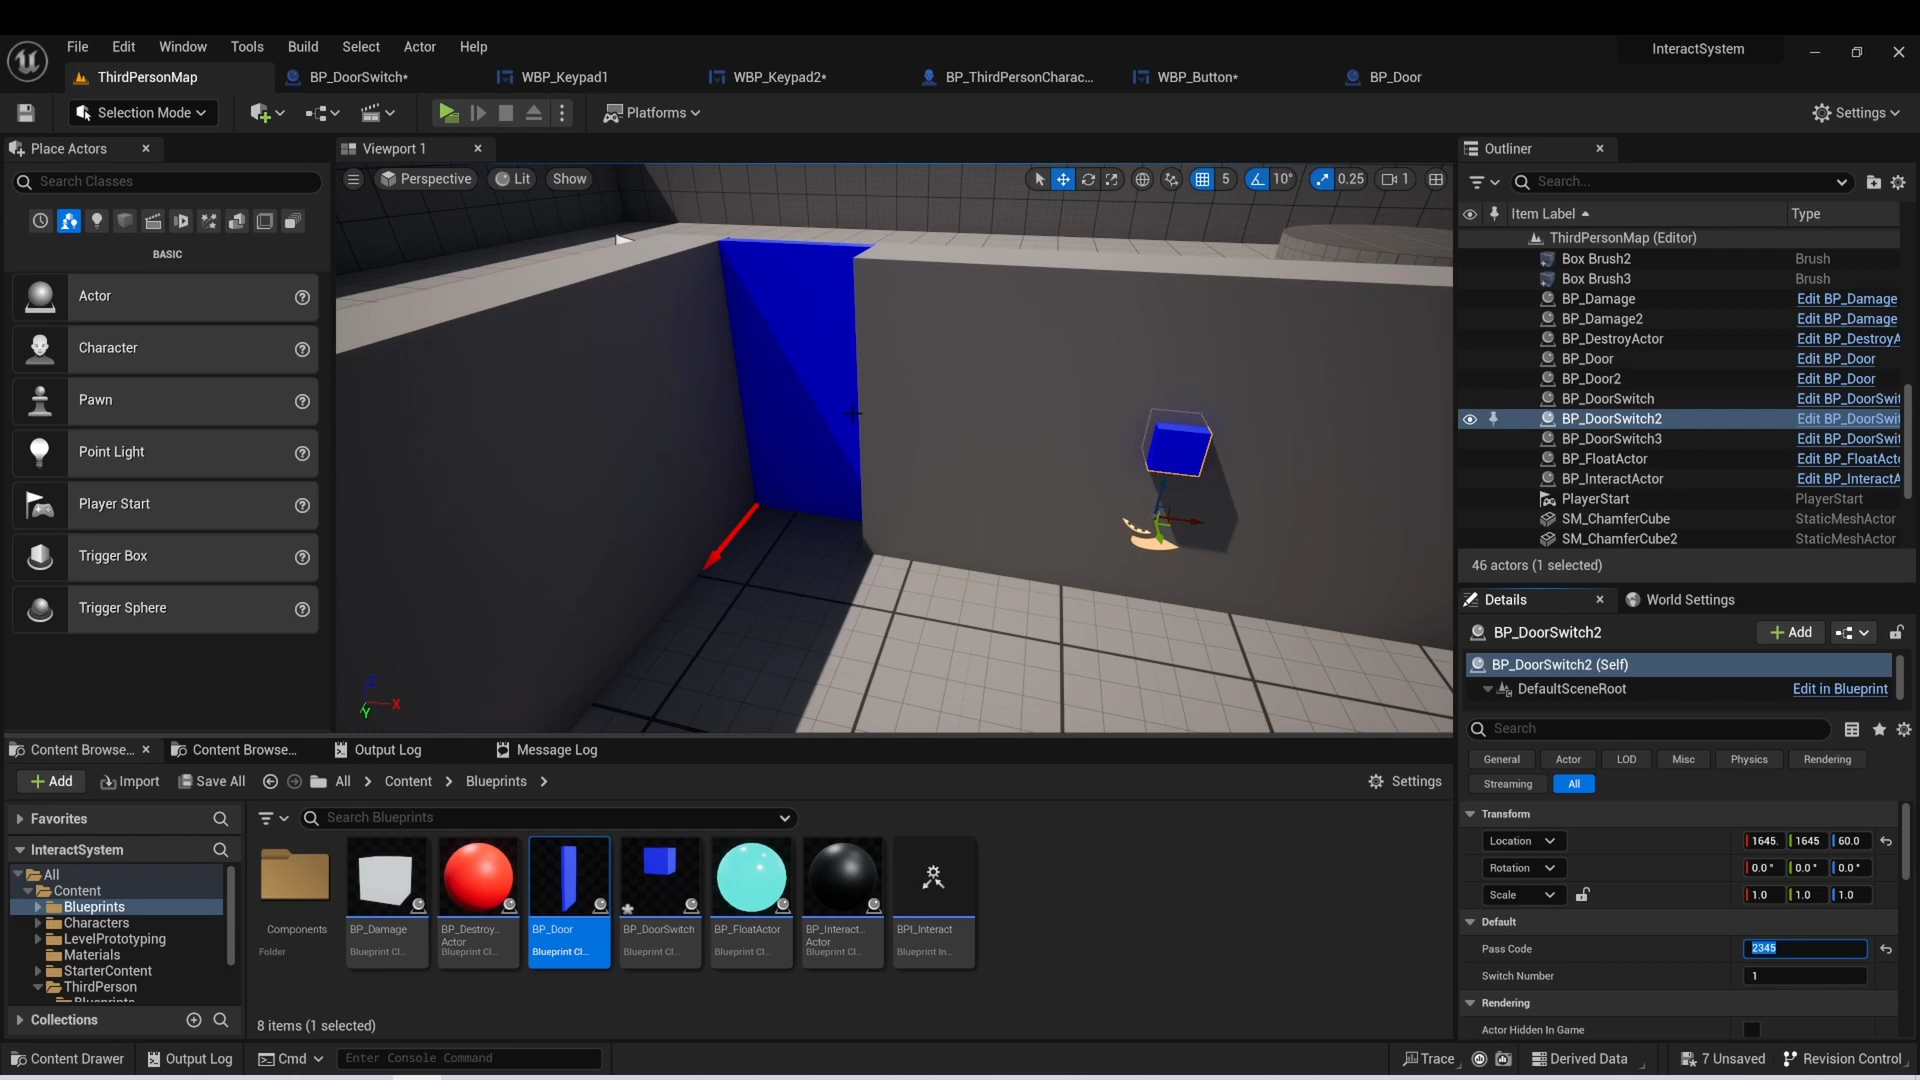 File Edit Window Tools Build Select Actor Help
InteractSystem
ThirdPersonMap
BP_DoorSwitch*
WBP_Keypad1
WBP_Keypad2*
BP_ThirdPersonCharac...
WBP_Button*
BP_Door
Selection Mode
Platforms
Settings
Place Actors
Search Classes
BASIC
Actor
Character
Pawn
Point Light
Player Start
Trigger Box
Trigger Sphere
Viewport 1
Perspective Lit Show
5 10° 0.25 1
Z
X
Y
Outliner
Search...
Item Label Type
ThirdPersonMap (Editor)
Box Brush2 Brush
Box Brush3 Brush
BP_Damage Edit BP_Damage
BP_Damage2 Edit BP_Damage
BP_DestroyActor Edit BP_DestroyA
BP_Door Edit BP_Door
BP_Door2 Edit BP_Door
BP_DoorSwitch Edit BP_DoorSwit
BP_DoorSwitch2 Edit BP_DoorSwit
BP_DoorSwitch3 Edit BP_DoorSwit
BP_FloatActor Edit BP_FloatActo
BP_InteractActor Edit BP_InteractA
PlayerStart PlayerStart
SM_ChamferCube StaticMeshActor
SM_ChamferCube2 StaticMeshActor
46 actors (1 selected)
Details World Settings
BP_DoorSwitch2 Add
BP_DoorSwitch2 (Self)
DefaultSceneRoot Edit in Blueprint
Search
General Actor LOD Misc Physics Rendering
Streaming All
Transform
Location 1645. 1645 60.0
Rotation 0.0° 0.0° 0.0°
Scale 1.0 1.0 1.0
Default
Pass Code 2345
Switch Number 1
Rendering
Actor Hidden In Game
Content Browse... Content Browse... Output Log Message Log
Add Import Save All All Content Blueprints Settings
Favorites
InteractSystem
All
Content
Blueprints
Characters
LevelPrototyping
Materials
StarterContent
ThirdPerson
Blueprints
Collections
Search Blueprints
Components
Folder
BP_Damage
Blueprint Cl...
BP_Destroy...
Actor
Blueprint Cl...
BP_Door
Blueprint Cl...
BP_DoorSwitch
Blueprint Cl...
BP_FloatActor
Blueprint Cl...
BP_Interact...
Actor
Blueprint Cl...
BPI_Interact
Blueprint In...
8 items (1 selected)
Content Drawer Output Log Cmd Enter Console Command Trace Derived Data 7 Unsaved Revision Control